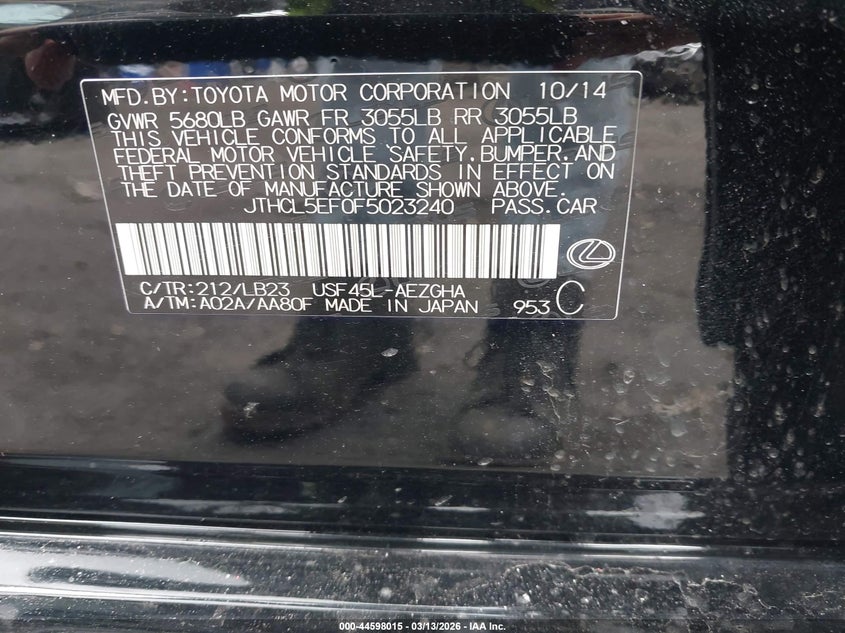 MFD.BY:TOYOTA MOTOR CORPORATION 10/14
GVWR 5680LB GAWR FR 3055LB RR 3055LB
THIS VEHICLE CONFORMS TO ALL APPLICABLE
FEDERAL MOTOR VEHICLE SAFETY,BUMPER,AND
THEFT PREVENTION STANDARDS IN EFFECT ON
THE DATE OF MANUFACTURE SHOWN ABOVE.
JTHCL5EF0F5023240 PASS.CAR
C/TR:212/LB23 USF45L-AEZGHA
A/TM:A02A/AA80F MADE IN JAPAN 953 C
000-44598015 - 03/13/2026 - IAA Inc.